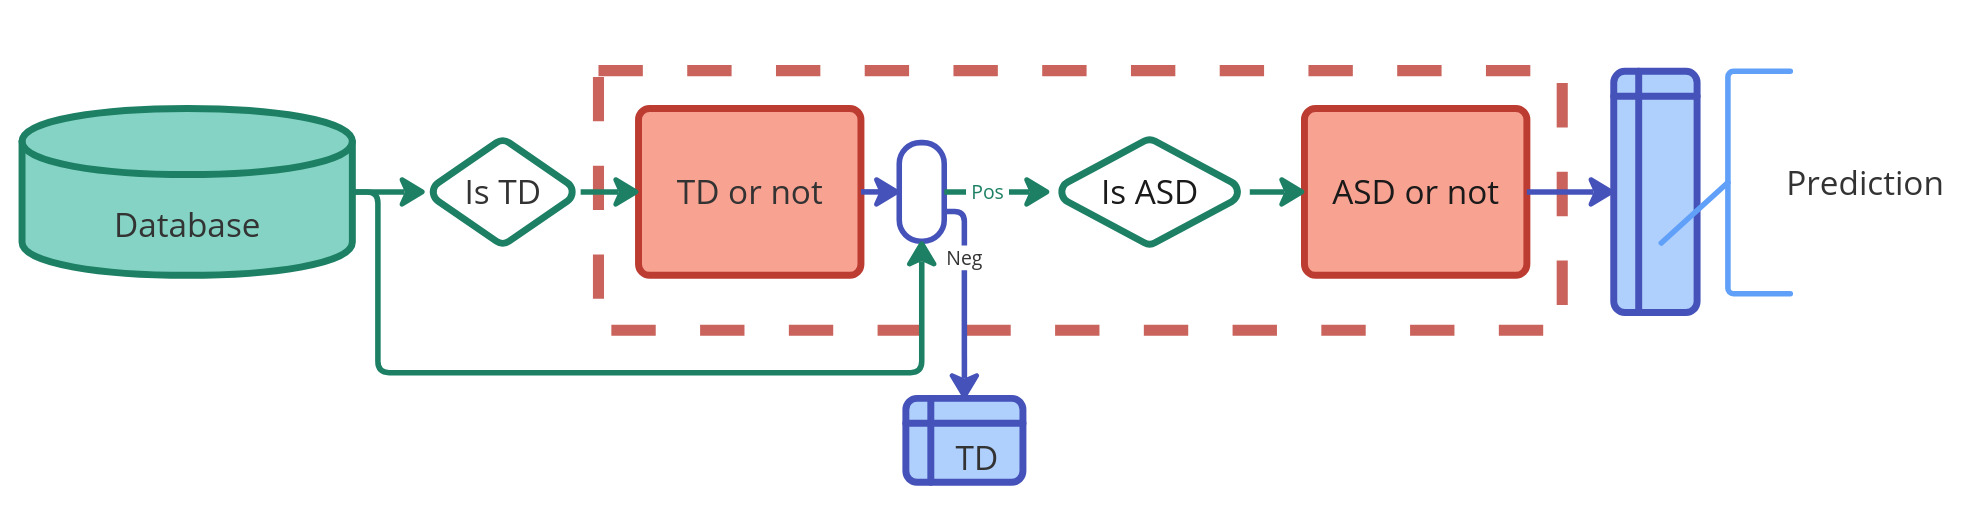 Database
Is TD
TD or not
Pos
Neg
TD
Is ASD
ASD or not
Prediction